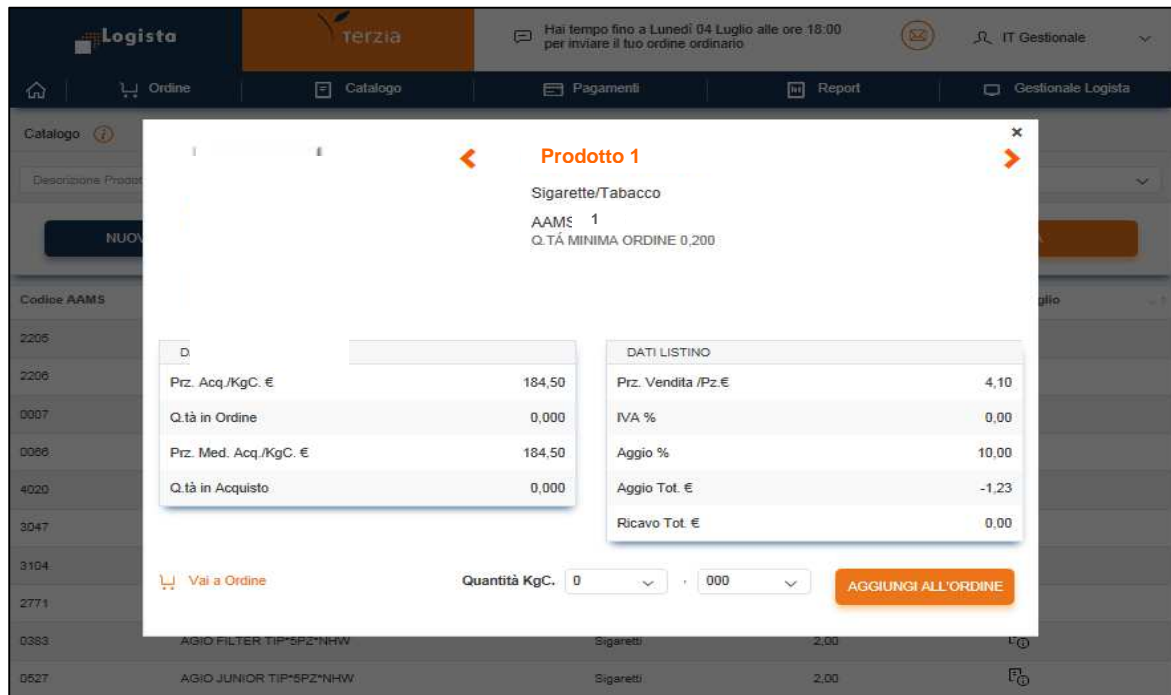 Logista
Terzia
Hai tempo fino a Lunedì 04 Luglio alle ore 18:00
per inviare il tuo ordine ordinario
IT Gestionale
Ordine
Catalogo
Pagamenti
Report
Gestionale Logista
Catalogo
×
Prodotto 1
Descrizione
Sigarette/Tabacco
AAMS 1
Q.TÁ MINIMA ORDINE 0,200
Codice AAMS
2205
DATI LISTINO
2206
Prz. Acq./KgC. € 184,50
Prz. Vendita /Pz.€ 4,10
0007
Q.tà in Ordine 0,000
IVA % 0,00
0066
Prz. Med. Acq./KgC. € 184,50
Aggio % 10,00
4020
Q.tà in Acquisto 0,000
Aggio Tot. € -1,23
3047
Ricavo Tot. € 0,00
3104
Vai a Ordine
Quantità KgC. 0 , 000
AGGIUNGI ALL'ORDINE
2771
0383 AGIO FILTER TIP*5PZ*NHW Sigaretti 2,00
0527 AGIO JUNIOR TIP*5PZ*NHW Sigaretti 2,00